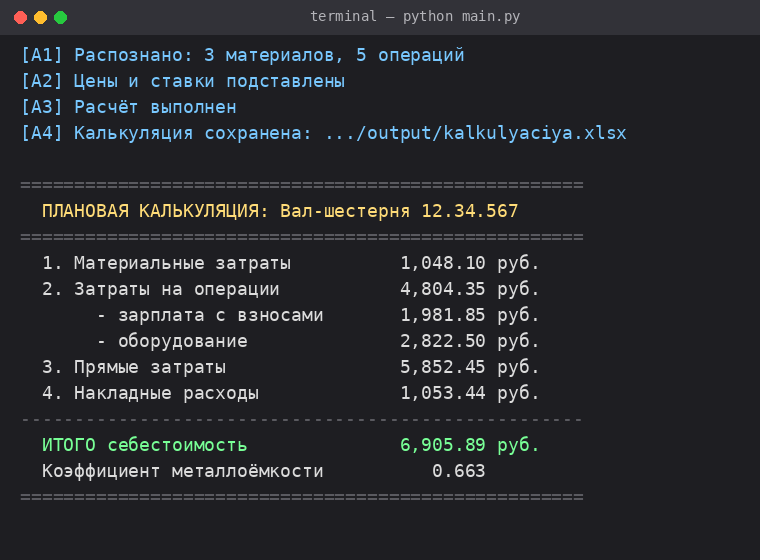 terminal — python main.py
[A1] Распознано: 3 материалов, 5 операций
[A2] Цены и ставки подставлены
[A3] Расчёт выполнен
[A4] Калькуляция сохранена: .../output/kalkulyaciya.xlsx
====================================================
ПЛАНОВАЯ КАЛЬКУЛЯЦИЯ: Вал-шестерня 12.34.567
====================================================
1. Материальные затраты 1,048.10 руб.
2. Затраты на операции 4,804.35 руб.
- зарплата с взносами 1,981.85 руб.
- оборудование 2,822.50 руб.
3. Прямые затраты 5,852.45 руб.
4. Накладные расходы 1,053.44 руб.
----------------------------------------------------
ИТОГО себестоимость 6,905.89 руб.
Коэффициент металлоёмкости 0.663
====================================================